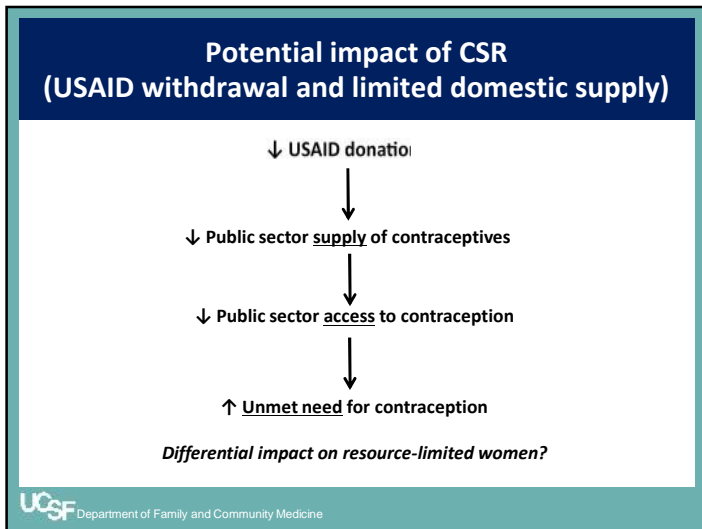 Potential impact of CSR
(USAID withdrawal and limited domestic supply)
↓ USAID donation
↓ Public sector supply of contraceptives
↓ Public sector access to contraception
↑ Unmet need for contraception
Differential impact on resource-limited women?
UCSF Department of Family and Community Medicine